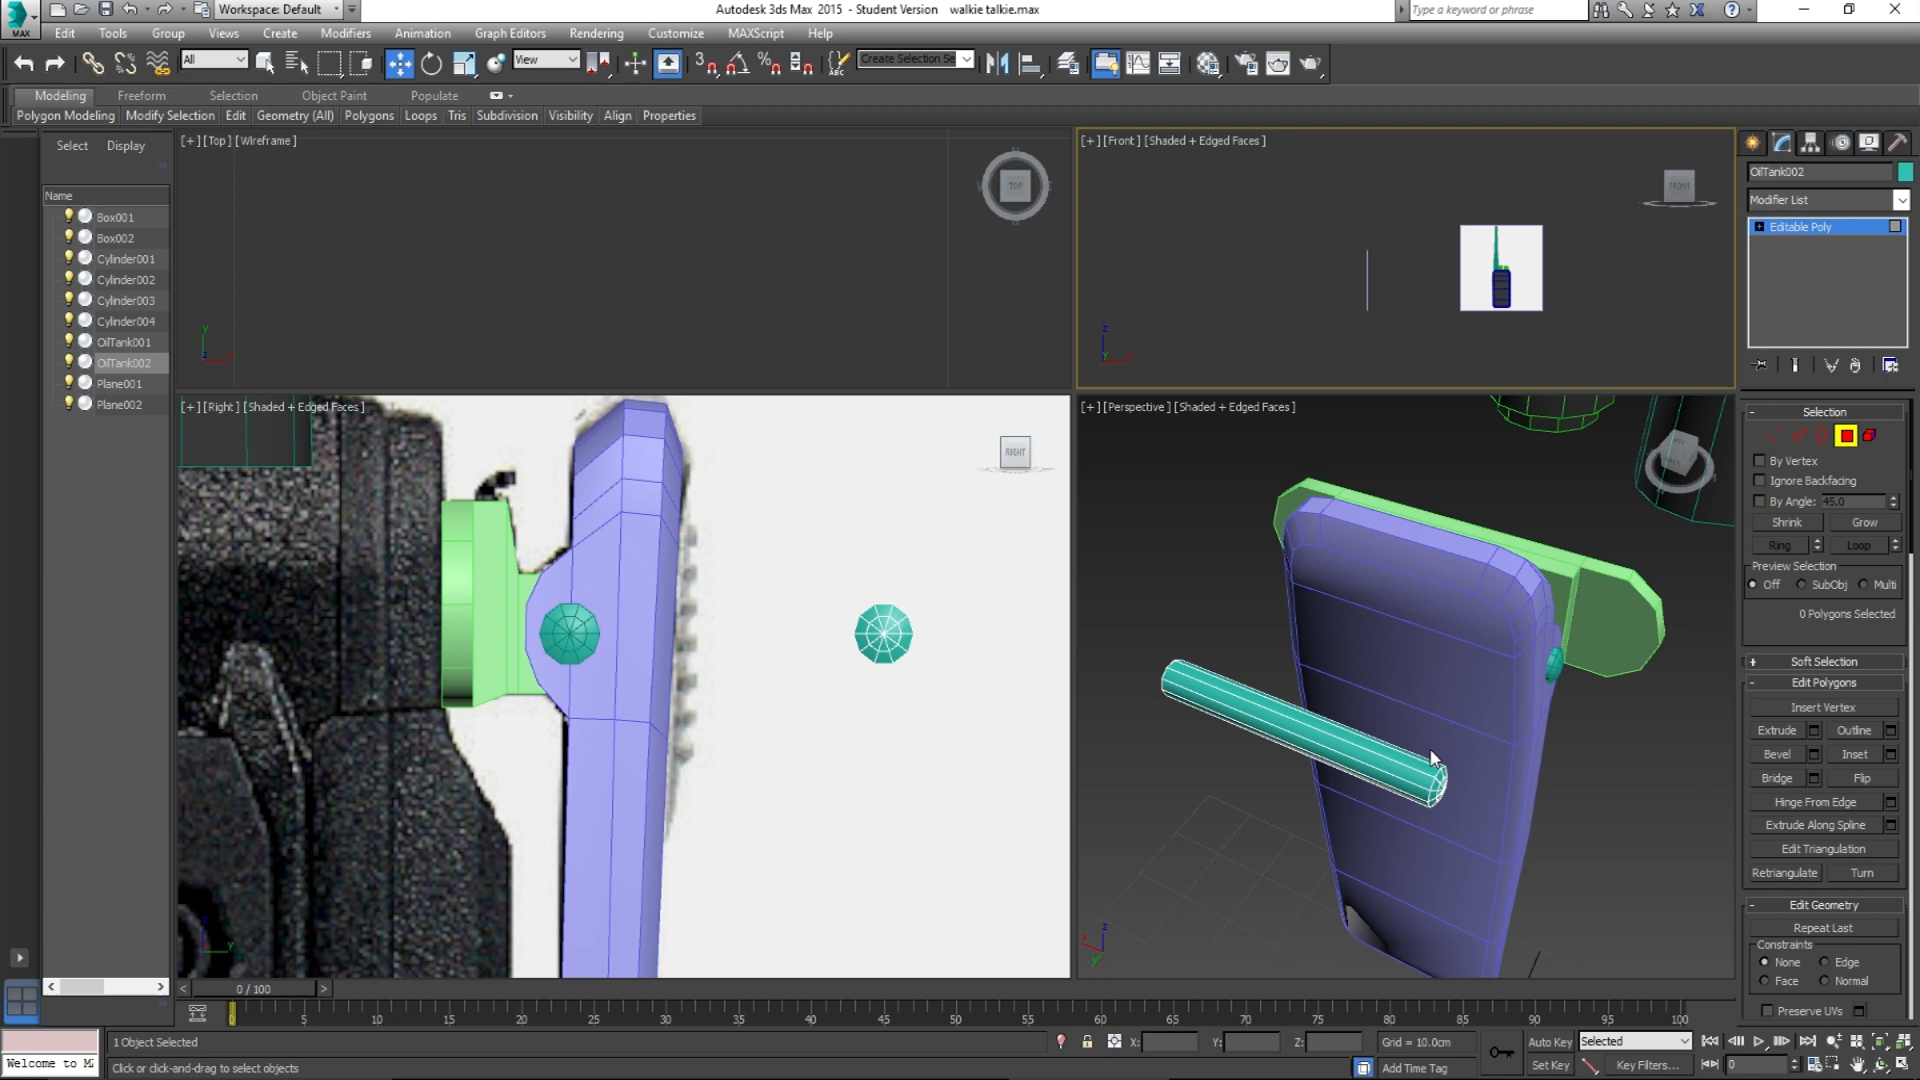 Workspace: Default
Autodesk 3ds Max 2015 - Student Version walkie talkie.max
Type a keyword or phrase
MAX
Edit Tools Group Views Create Modifiers Animation Graph Editors Rendering Customize MAXScript Help
All
View
Create Selection Se
Modeling Freeform Selection Object Paint Populate
Polygon Modeling Modify Selection Edit Geometry (All) Polygons Loops Tris Subdivision Visibility Align Properties
Select Display
Name
Box001
Box002
Cylinder001
Cylinder002
Cylinder003
Cylinder004
OilTank001
OilTank002
Plane001
Plane002
[+] [Top] [Wireframe]
TOP
[+] [Front] [Shaded + Edged Faces]
FRONT
[+] [Right] [Shaded + Edged Faces]
RIGHT
[+] [Perspective] [Shaded + Edged Faces]
OilTank002
Modifier List
Editable Poly
Selection
By Vertex
Ignore Backfacing
By Angle: 45.0
Shrink Grow
Ring Loop
Preview Selection
Off SubObj Multi
0 Polygons Selected
Soft Selection
Edit Polygons
Insert Vertex
Extrude Outline
Bevel Inset
Bridge Flip
Hinge From Edge
Extrude Along Spline
Edit Triangulation
Retriangulate Turn
Edit Geometry
Repeat Last
Constraints
None Edge
Face Normal
Preserve UVs
0 / 100
0 5 10 15 20 25 30 35 40 45 50 55 60 65 70 75 80 85 90 95 100
1 Object Selected
X: Y: Z: Grid = 10.0cm
Auto Key Selected
Welcome to M
Click or click-and-drag to select objects
Add Time Tag
Set Key Key Filters...
0